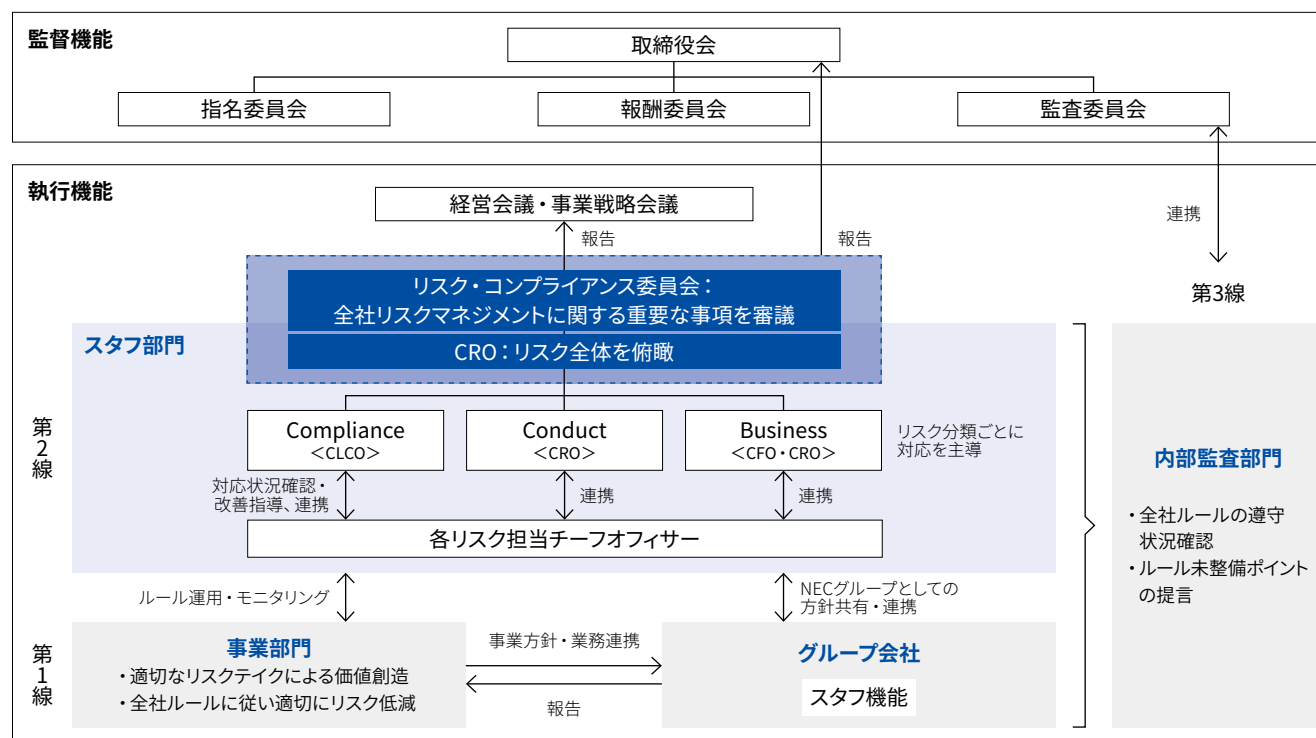 監督機能
取締役会
指名委員会
報酬委員会
監査委員会
執行機能
経営会議・事業戦略会議
報告
報告
連携
リスク・コンプライアンス委員会：
全社リスクマネジメントに関する重要な事項を審議
CRO：リスク全体を俯瞰
第3線
スタフ部門
第2線
Compliance
<CLCO>
Conduct
<CRO>
Business
<CFO・CRO>
リスク分類ごとに
対応を主導
対応状況確認・
改善指導、連携
連携
連携
各リスク担当チーフオフィサー
内部監査部門
・全社ルールの遵守
状況確認
・ルール未整備ポイント
の提言
ルール運用・モニタリング
NECグループとしての
方針共有・連携
第1線
事業部門
・適切なリスクテイクによる価値創造
・全社ルールに従い適切にリスク低減
事業方針・業務連携
報告
グループ会社
スタフ機能